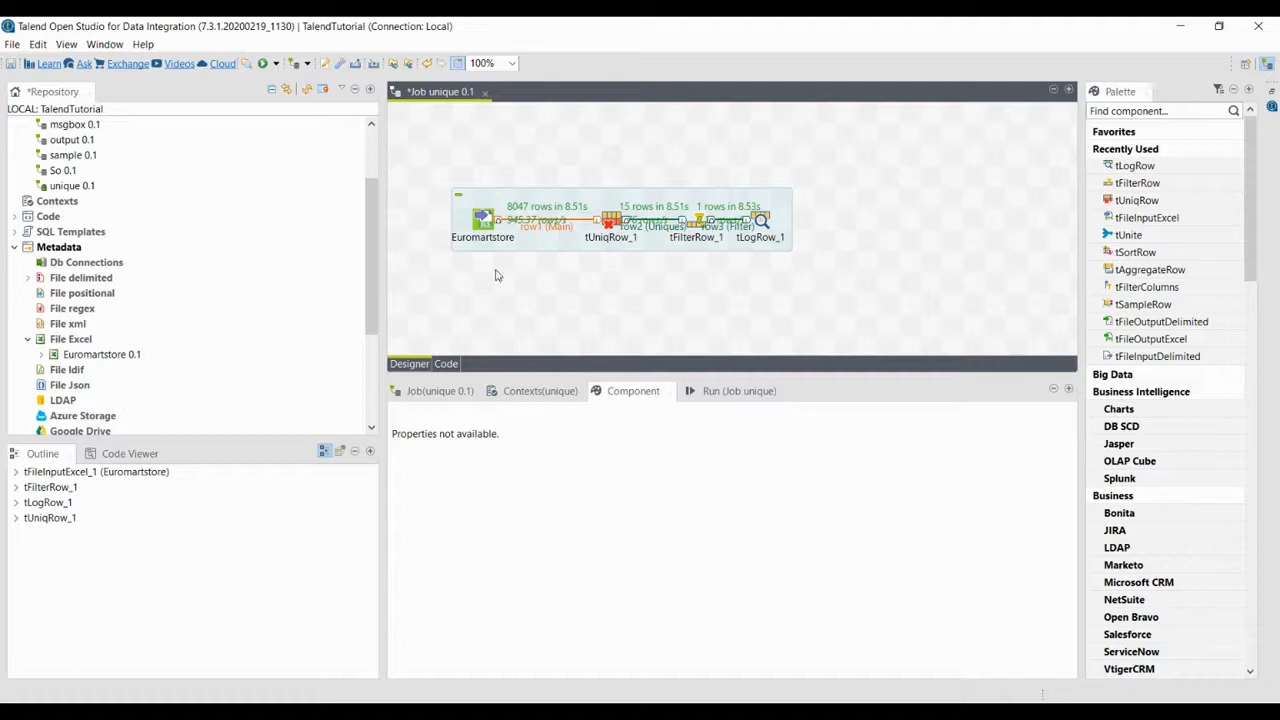 Talend Open Studio for Data Integration (7.3.1.20200219_1130) | TalendTutorial (Connection: Local)
File Edit View Window Help
Learn Ask Exchange Videos Cloud 100%
*Repository
LOCAL: TalendTutorial
msgbox 0.1
output 0.1
sample 0.1
So 0.1
unique 0.1
Contexts
Code
SQL Templates
Metadata
Db Connections
File delimited
File positional
File regex
File xml
File Excel
Euromartstore 0.1
File ldif
File Json
LDAP
Azure Storage
Google Drive
Outline Code Viewer
tFileInputExcel_1 (Euromartstore)
tFilterRow_1
tLogRow_1
tUniqRow_1
*Job unique 0.1
8047 rows in 8.51s 15 rows in 8.51s 1 rows in 8.53s
945.37 rows/s
row1 (Main) row2 (Uniques) row3 (Filter)
Euromartstore tUniqRow_1 tFilterRow_1 tLogRow_1
Designer Code
Job(unique 0.1) Contexts(unique) Component Run (Job unique)
Properties not available.
Palette
Find component...
Favorites
Recently Used
tLogRow
tFilterRow
tUniqRow
tFileInputExcel
tUnite
tSortRow
tAggregateRow
tFilterColumns
tSampleRow
tFileOutputDelimited
tFileOutputExcel
tFileInputDelimited
Big Data
Business Intelligence
Charts
DB SCD
Jasper
OLAP Cube
Splunk
Business
Bonita
JIRA
LDAP
Marketo
Microsoft CRM
NetSuite
Open Bravo
Salesforce
ServiceNow
VtigerCRM